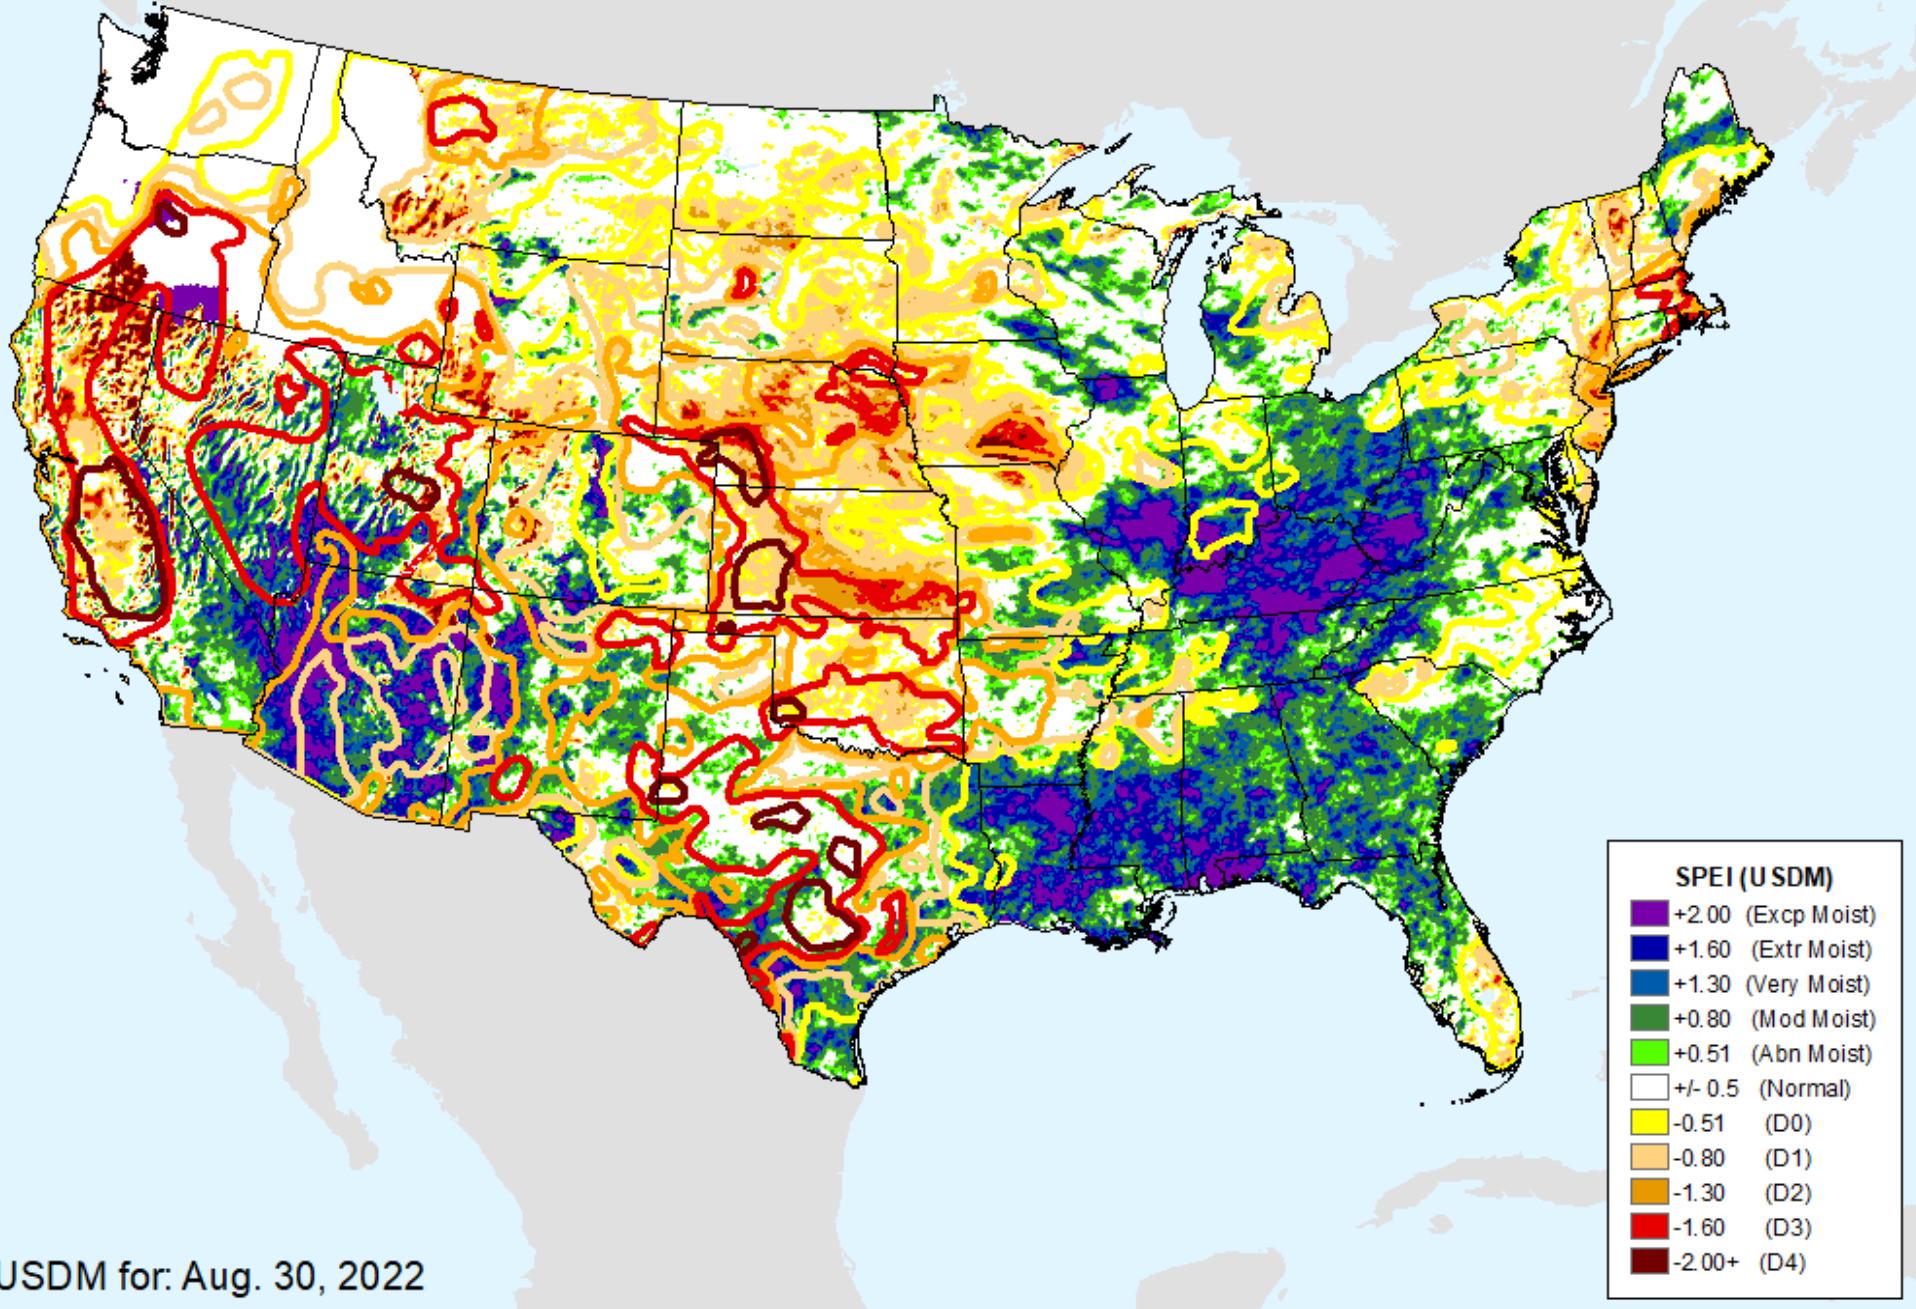 SPEI (USDM)
+2.00 (Excp Moist)
+1.60 (Extr Moist)
+1.30 (Very Moist)
+0.80 (Mod Moist)
+0.51 (Abn Moist)
+/- 0.5 (Normal)
-0.51 (D0)
-0.80 (D1)
-1.30 (D2)
-1.60 (D3)
-2.00+ (D4)
USDM for: Aug. 30, 2022